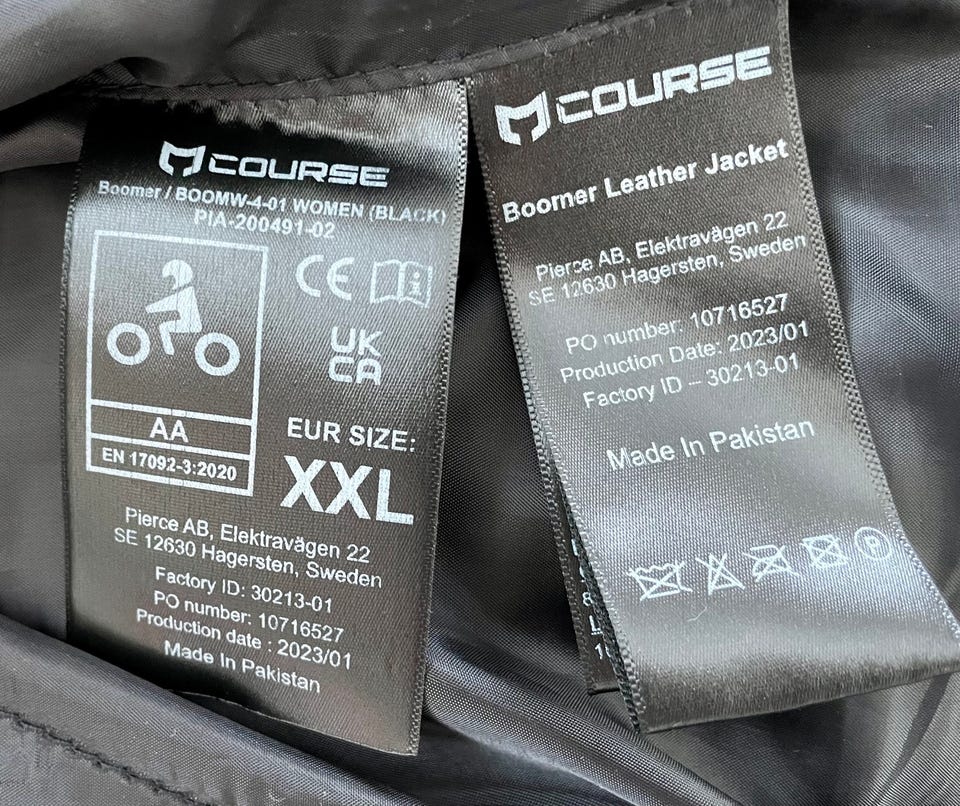 COURSE
Boomer / BOOMW-4-01 WOMEN (BLACK)
PIA-200491-02
CE
UK
CA
AA
EN 17092-3:2020
EUR SIZE:
XXL
Pierce AB, Elektravägen 22
SE 12630 Hagersten, Sweden
Factory ID: 30213-01
PO number: 10716527
Production date : 2023/01
Made In Pakistan
COURSE
Boomer Leather Jacket
Pierce AB, Elektravägen 22
SE 12630 Hagersten, Sweden
PO number: 10716527
Production Date: 2023/01
Factory ID – 30213-01
Made In Pakistan
P